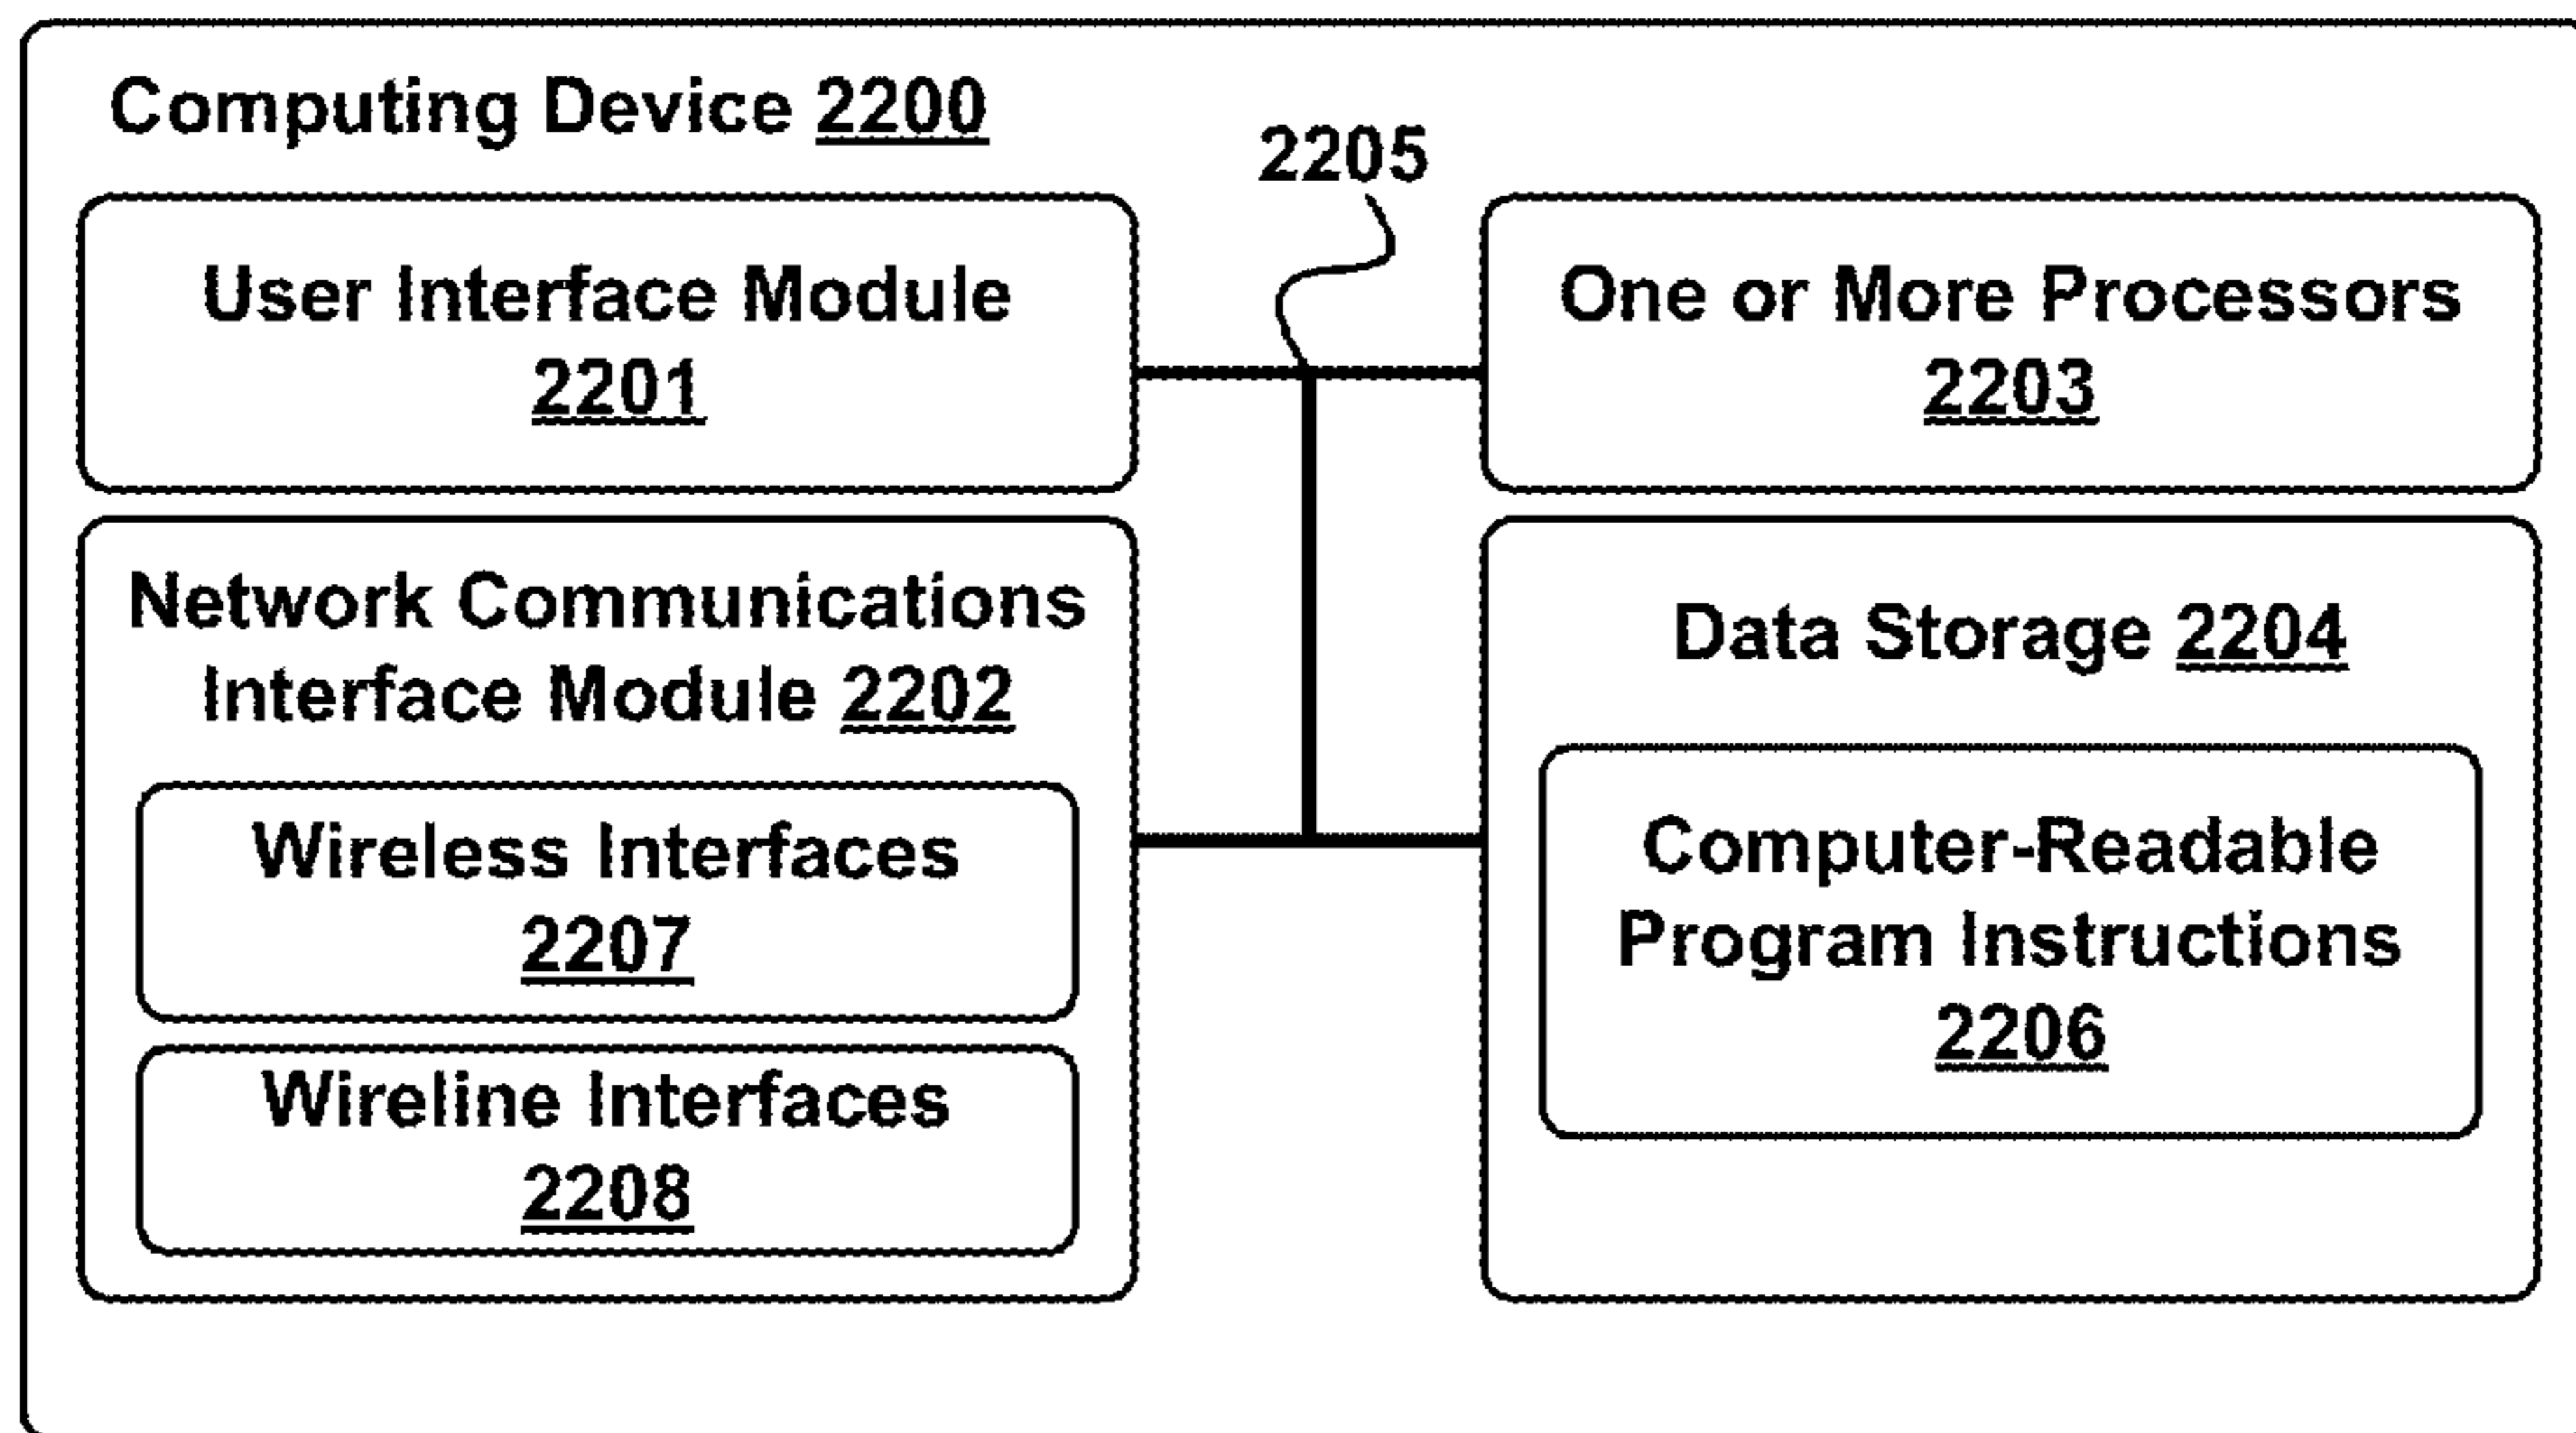 Computing Device 2200
2205
User Interface Module
2201
One or More Processors
2203
Network Communications
Interface Module 2202
Wireless Interfaces
2207
Wireline Interfaces
2208
Data Storage 2204
Computer-Readable
Program Instructions
2206